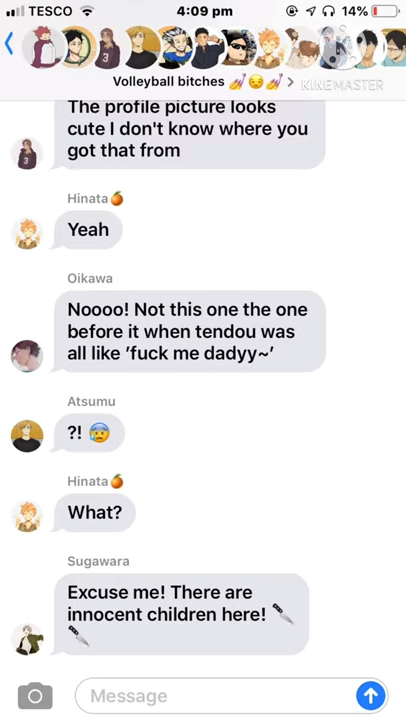 TESCO 4:09 pm 14%
Volleyball bitches 💅😏💅 >
KINEMASTER
The profile picture looks
cute I don't know where you
got that from
Hinata🍊
Yeah
Oikawa
Noooo! Not this one the one
before it when tendou was
all like 'fuck me dadyy~'
Atsumu
?! 😰
Hinata🍊
What?
Sugawara
Excuse me! There are
innocent children here! 🔪
🔪
Message